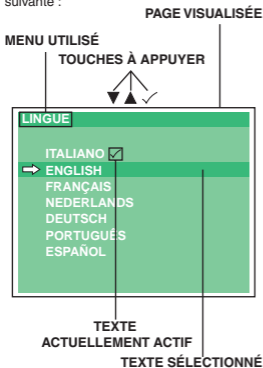 suivante :
PAGE VISUALISÉE
MENU UTILISÉ
TOUCHES À APPUYER
LINGUE
ITALIANO
ENGLISH
FRANÇAIS
NEDERLANDS
DEUTSCH
PORTUGUÊS
ESPAÑOL
TEXTE
ACTUELLEMENT ACTIF
TEXTE SÉLECTIONNÉ